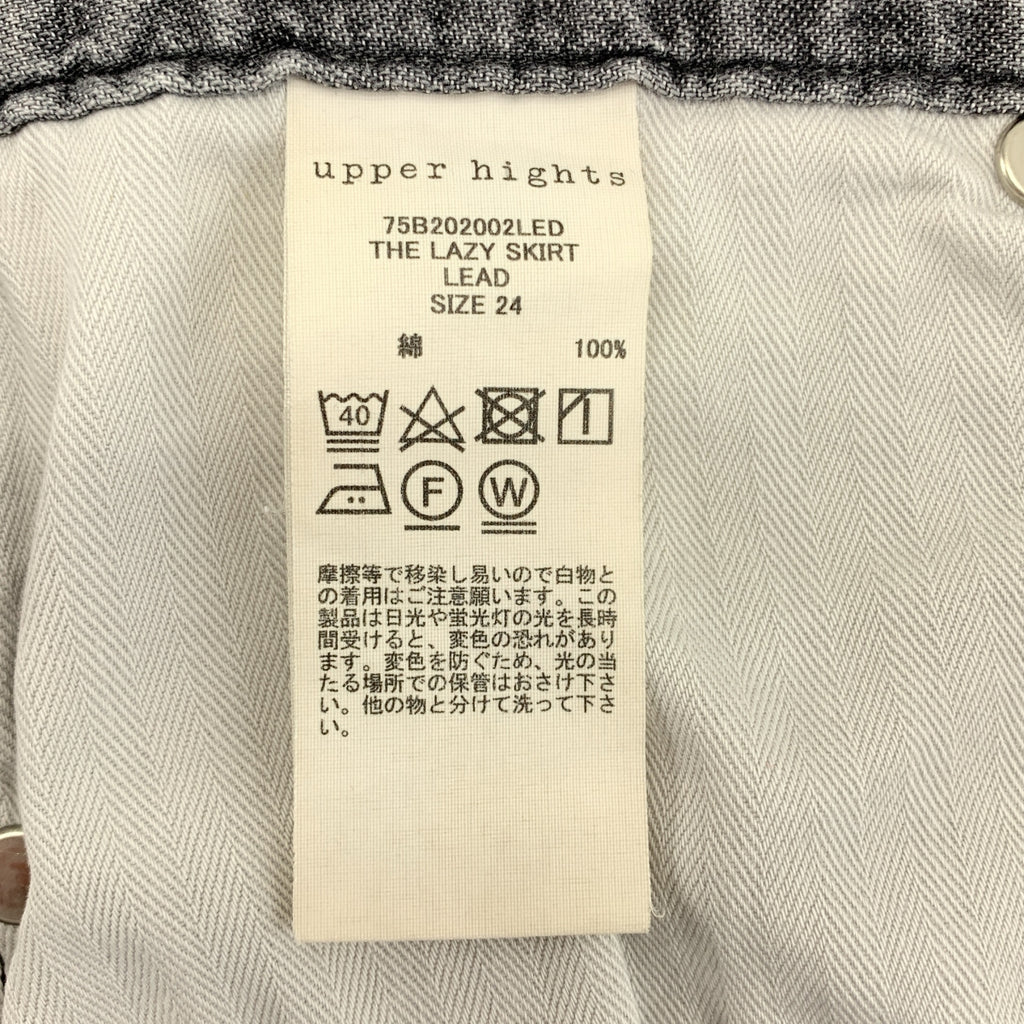 upper hights
75B202002LED
THE LAZY SKIRT
LEAD
SIZE 24
綿 100%
40
F W
摩擦等で移染し易いので白物と
の着用はご注意願います。この
製品は日光や蛍光灯の光を長時
間受けると、変色の恐れがあり
ます。変色を防ぐため、光の当
たる場所での保管はおさけ下さ
い。他の物と分けて洗って下さ
い。